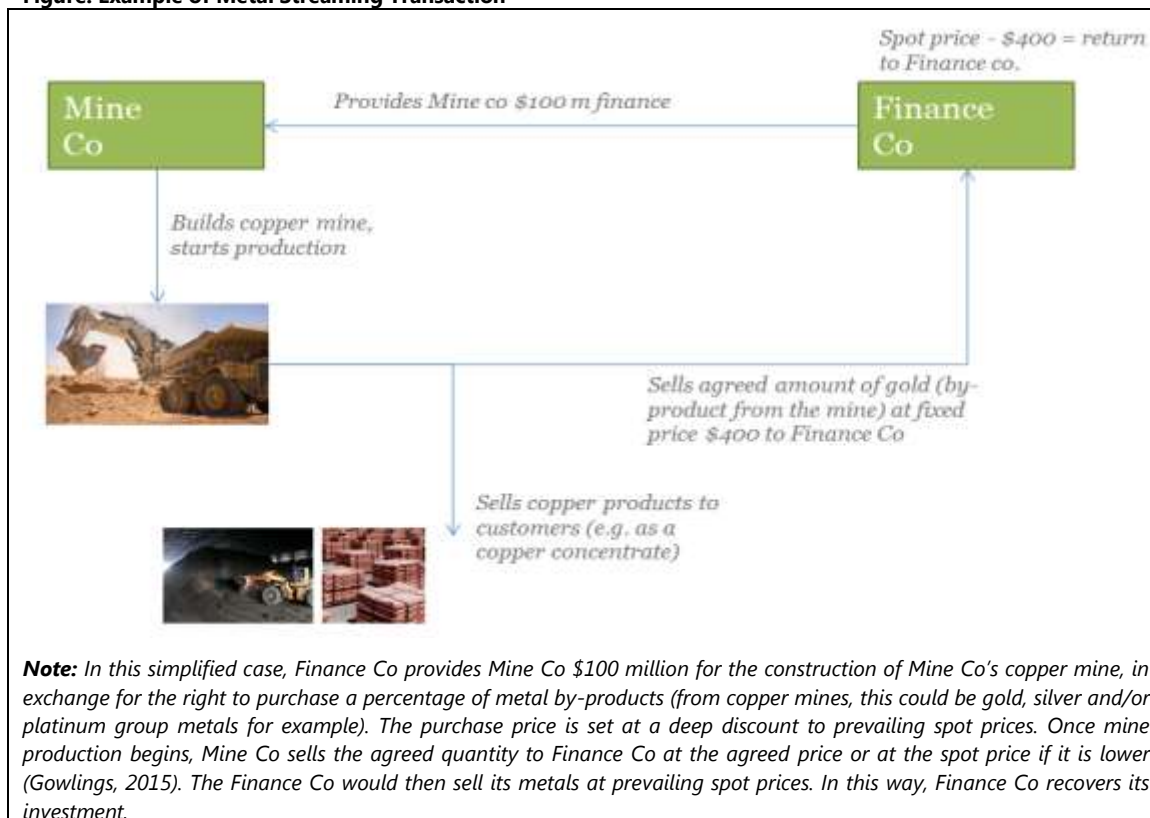 Figure: Example of Metal Streaming Transaction
Spot price - $400 = return
to Finance co.
Mine
Co
Provides Mine co $100 m finance
Finance
Co
Builds copper mine,
starts production
Sells agreed amount of gold (by-
product from the mine) at fixed
price $400 to Finance Co
Sells copper products to
customers (e.g. as a
copper concentrate)
Note: In this simplified case, Finance Co provides Mine Co $100 million for the construction of Mine Co's copper mine, in
exchange for the right to purchase a percentage of metal by-products (from copper mines, this could be gold, silver and/or
platinum group metals for example). The purchase price is set at a deep discount to prevailing spot prices. Once mine
production begins, Mine Co sells the agreed quantity to Finance Co at the agreed price or at the spot price if it is lower
(Gowlings, 2015). The Finance Co would then sell its metals at prevailing spot prices. In this way, Finance Co recovers its
investment.